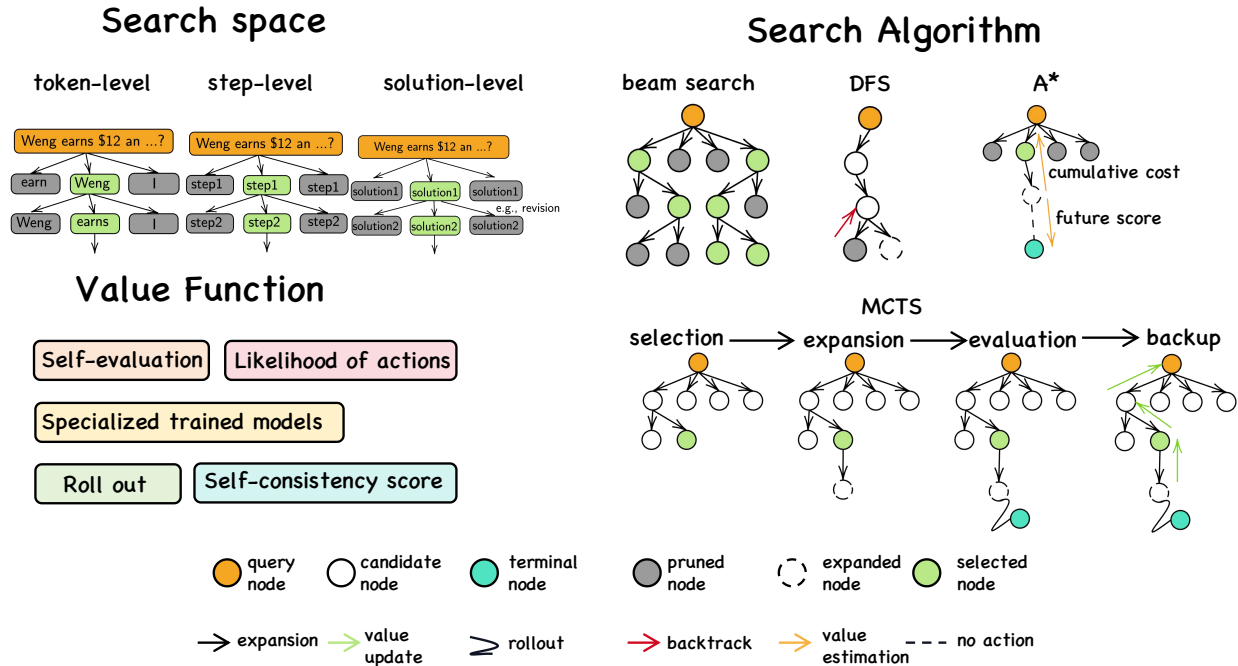 Search space
token-level
step-level
solution-level
Weng earns $12 an ...?
Weng earns $12 an ...?
Weng earns $12 an ...?
earn
Weng
I
step1
step1
step1
solution1
solution1
solution1
e.g., revision
Weng
earns
I
step2
step2
step2
solution2
solution2
solution2
Value Function
Self-evaluation
Likelihood of actions
Specialized trained models
Roll out
Self-consistency score
Search Algorithm
beam search
DFS
A*
cumulative cost
future score
MCTS
selection
expansion
evaluation
backup
query
node
candidate
node
terminal
node
pruned
node
expanded
node
selected
node
expansion
value
update
rollout
backtrack
value
estimation
no action